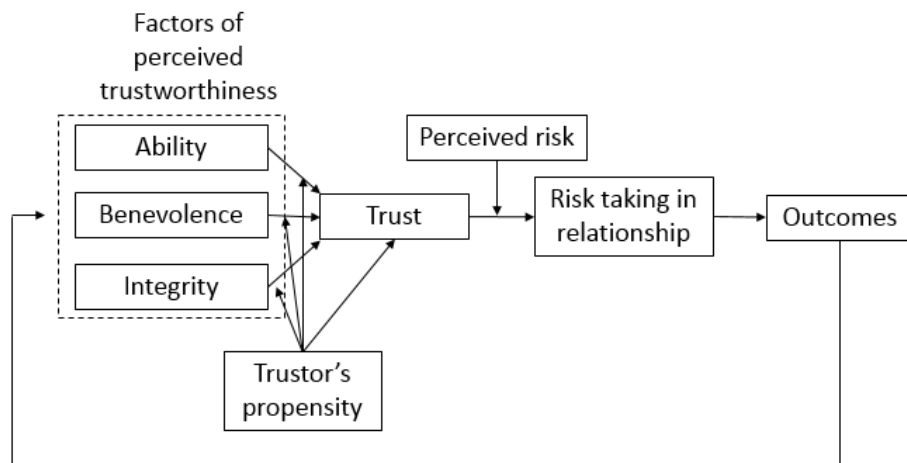 Factors of
perceived
trustworthiness
Ability
Benevolence
Integrity
Trustor’s
propensity
Trust
Perceived risk
Risk taking in
relationship
Outcomes